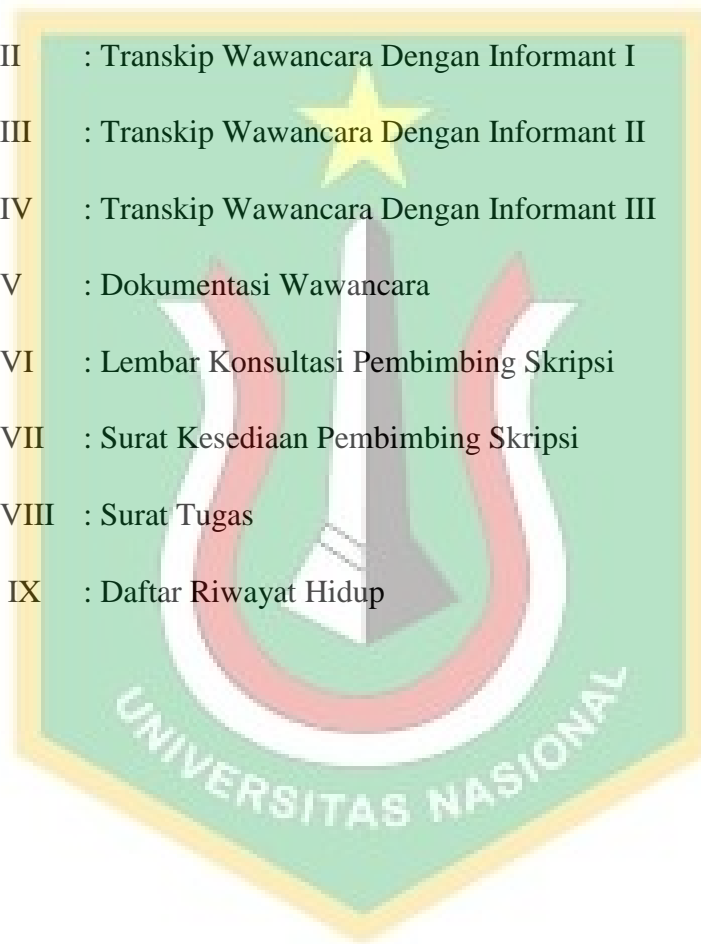 II : Transkip Wawancara Dengan Informant I
III : Transkip Wawancara Dengan Informant II
IV : Transkip Wawancara Dengan Informant III
V : Dokumentasi Wawancara
VI : Lembar Konsultasi Pembimbing Skripsi
VII : Surat Kesediaan Pembimbing Skripsi
VIII : Surat Tugas
IX : Daftar Riwayat Hidup
UNIVERSITAS NASIONAL